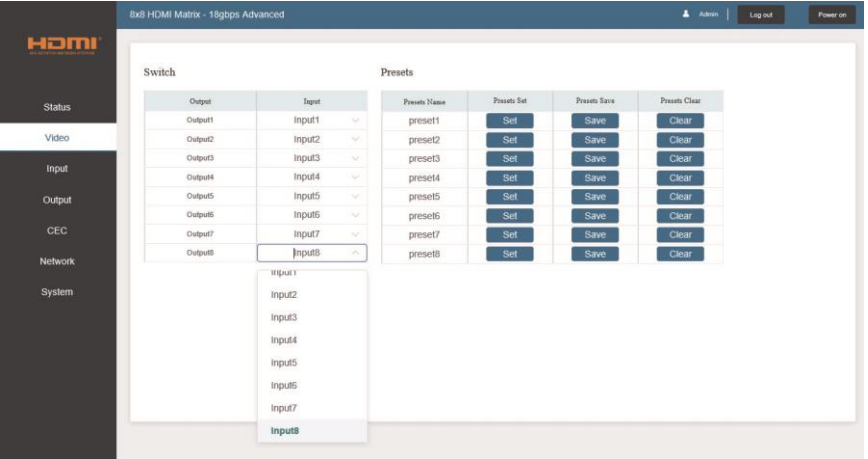 8x8 HDMI Matrix - 18gbps Advanced
Admin
Log out
Power on
HDMI
Status
Video
Input
Output
CEC
Network
System
Switch
Output Input
Output1 Input1
Output2 Input2
Output3 Input3
Output4 Input4
Output5 Input5
Output6 Input6
Output7 Input7
Output8 Input8
Input1
Input2
Input3
Input4
Input5
Input6
Input7
Input8
Presets
Presets Name Presets Set Presets Save Presets Clear
preset1 Set Save Clear
preset2 Set Save Clear
preset3 Set Save Clear
preset4 Set Save Clear
preset5 Set Save Clear
preset6 Set Save Clear
preset7 Set Save Clear
preset8 Set Save Clear